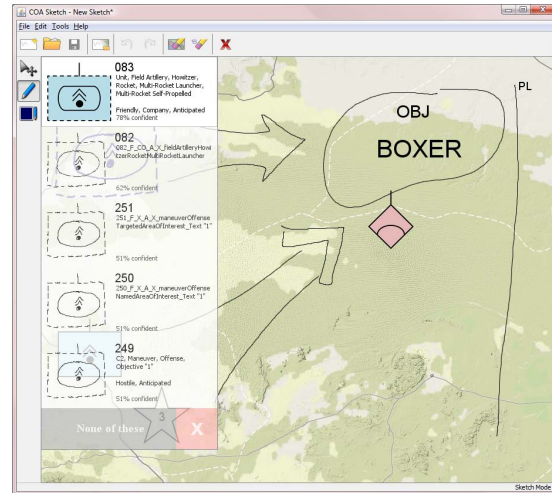 COA Sketch - New Sketch*
File Edit Tools Help
083
Unit, Field Artillery, Howitzer,
Rocket, Multi-Rocket Launcher,
Multi-Rocket Self-Propelled
Friendly, Company, Anticipated
78% confident
082
082_F_CO_A_X_fieldArtilleryHowi
tzerRocketMultiRocketLauncher
62% confident
251
251_F_X_A_X_maneuverOffense
TargetedAreaOfInterest_Text "1"
51% confident
250
250_F_X_A_X_maneuverOffense
NamedAreaOfInterest_Text "1"
51% confident
249
C2, Maneuver, Offense,
Objective "1"
Hostile, Anticipated
51% confident
None of these
3
X
PL
OBJ
BOXER
Sketch Mode